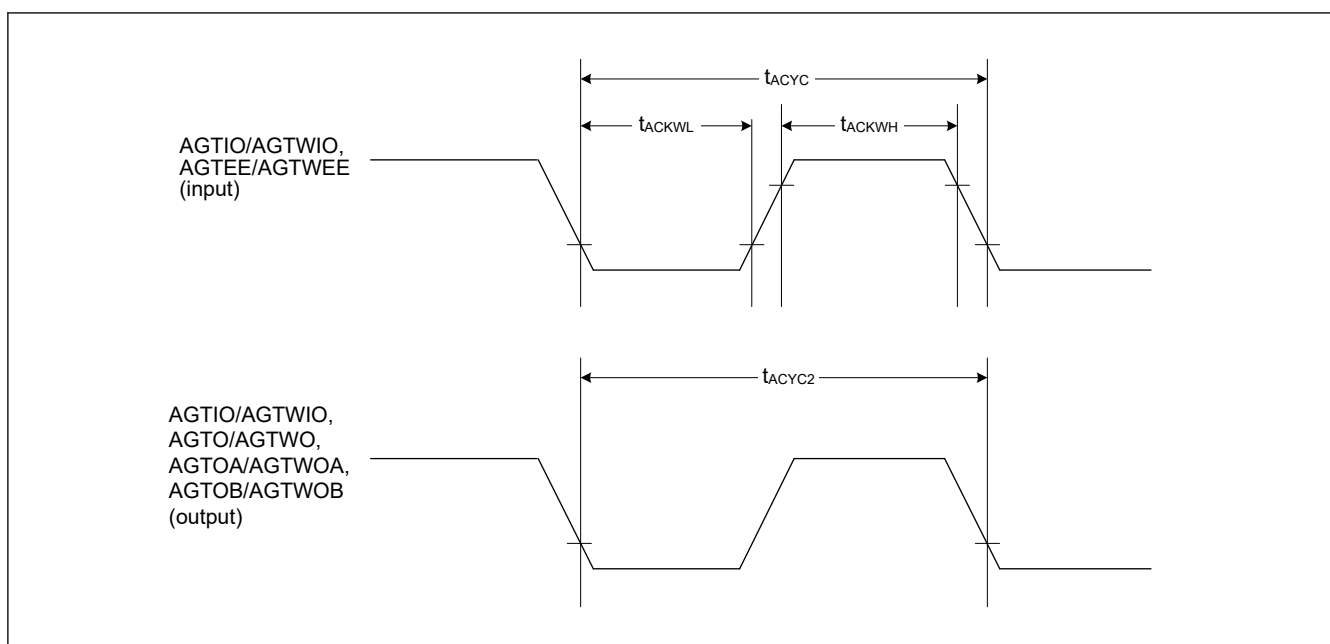 tACYC
tACKWL
tACKWH
AGTIO/AGTWIO,
AGTEE/AGTWEE
(input)
tACYC2
AGTIO/AGTWIO,
AGTO/AGTWO,
AGTOA/AGTWOA,
AGTOB/AGTWOB
(output)